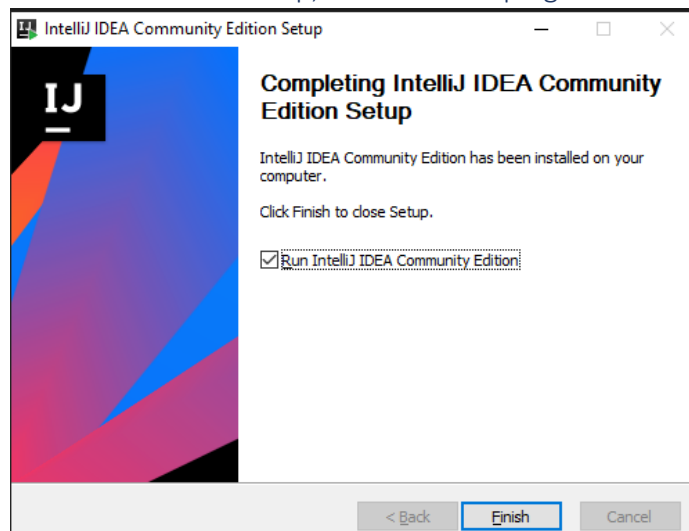 IntelliJ IDEA Community Edition Setup
IJ
Completing IntelliJ IDEA Community
Edition Setup
IntelliJ IDEA Community Edition has been installed on your
computer.
Click Finish to close Setup.
Run IntelliJ IDEA Community Edition
< Back
Finish
Cancel